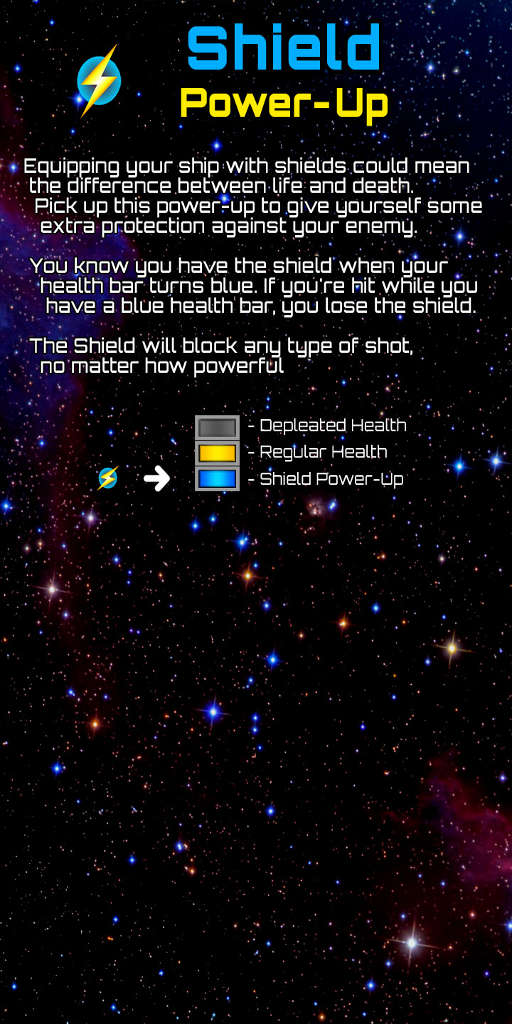 Shield
Power-Up
Equipping your ship with shields could mean
the difference between life and death.
Pick up this power-up to give yourself some
extra protection against your enemy.
You know you have the shield when your
health bar turns blue. If you're hit while you
have a blue health bar, you lose the shield.
The Shield will block any type of shot,
no matter how powerful
- Depleated Health
- Regular Health
- Shield Power-Up